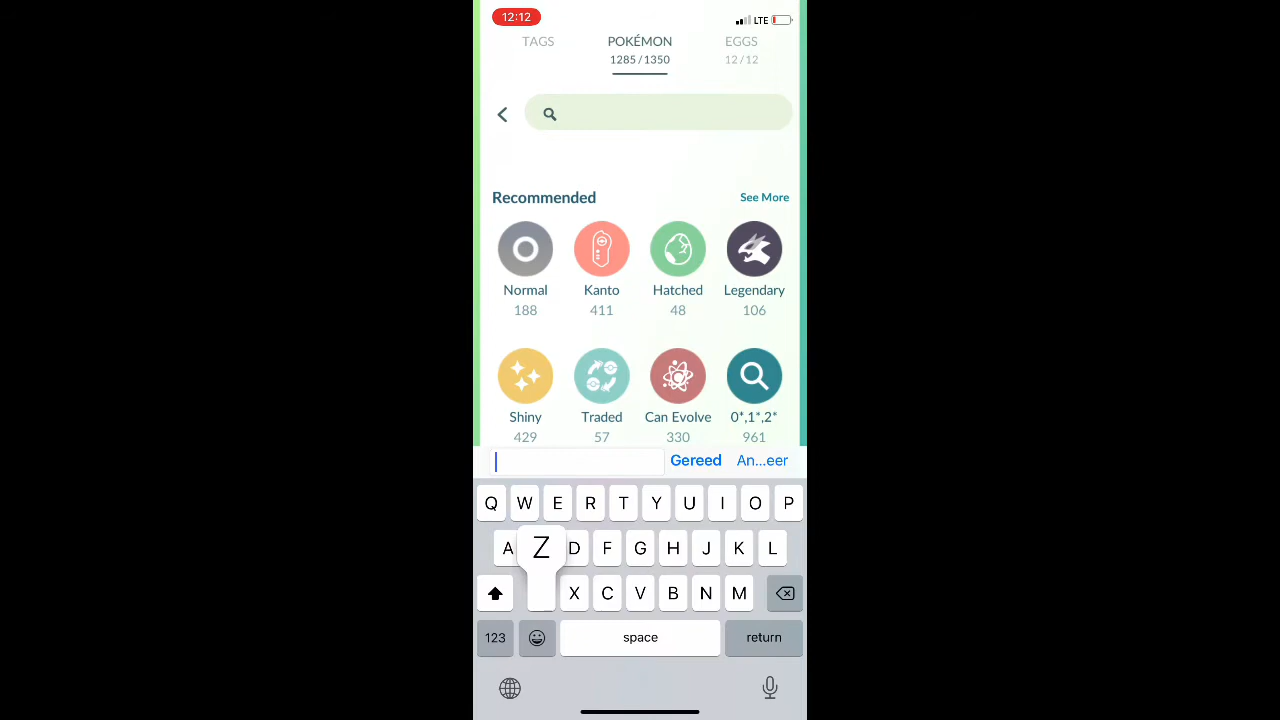 12:12 LTE
TAGS POKÉMON EGGS
1285 / 1350 12 / 12
Recommended See More
Normal Kanto Hatched Legendary
188 411 48 106
Shiny Traded Can Evolve 0*,1*,2*
429 57 330 961
Gereed An...eer
Q W E R T Y U I O P
A Z D F G H J K L
X C V B N M
123 space return